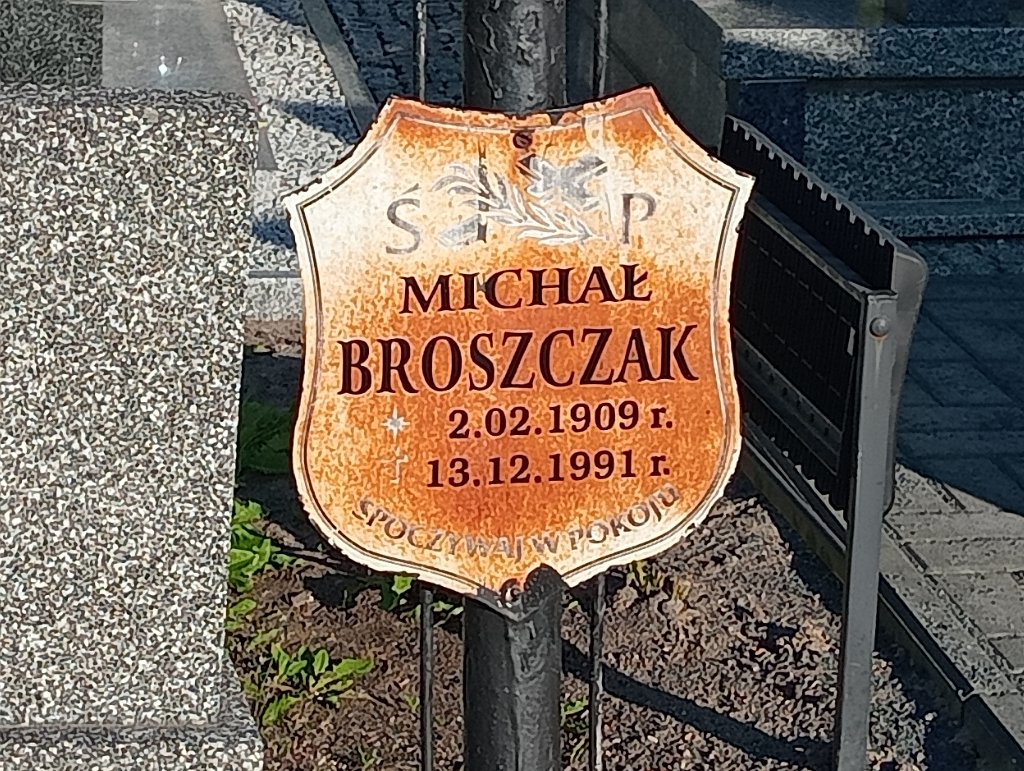 Ś P
MICHAŁ
BROSZCZAK
2.02.1909 r.
13.12.1991 r.
SPOCZYWAJ W POKOJU